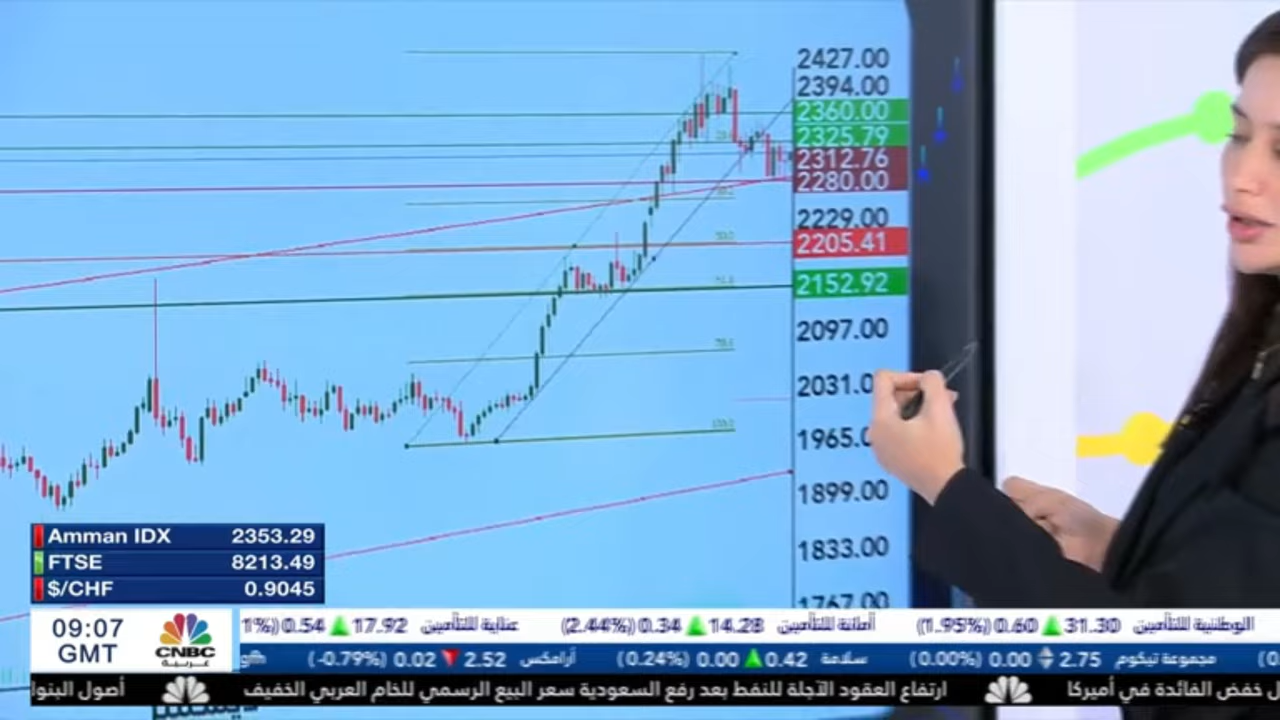 2427.00
2394.00
2360.00
2325.79
2312.76
2280.00
2229.00
2205.41
2152.92
2097.00
2031.0
1965.0
1899.00
1833.00
1767.00
Amman IDX 2353.29
FTSE 8213.49
$/CHF 0.9045
09:07
GMT
CNBC
عربية
الوطنية للتأمين 31.30 0.60 (1.95%) أمانة للتأمين 14.28 0.34 (2.44%) عناية للتأمين 17.92 0.54 1%)
مجموعة تيكوم 2.75 0.00 (0.00%) سلامة 0.42 0.00 (0.24%) أرامكس 2.52 0.02 (-0.79%)
خفض الفائدة في أميركا ارتفاع العقود الآجلة للنفط بعد رفع السعودية سعر البيع الرسمي للخام العربي الخفيف أصول البنوا